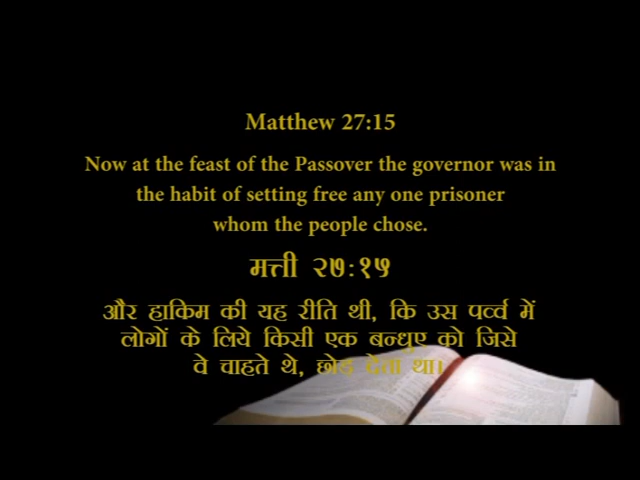 Matthew 27:15
Now at the feast of the Passover the governor was in
the habit of setting free any one prisoner
whom the people chose.
मत्ती २७:१५
और हाकिम की यह रीति थी, कि उस पर्व्व में
लोगों के लिये किसी एक बन्धुए को जिसे
वे चाहते थे, छोड़ देता था।